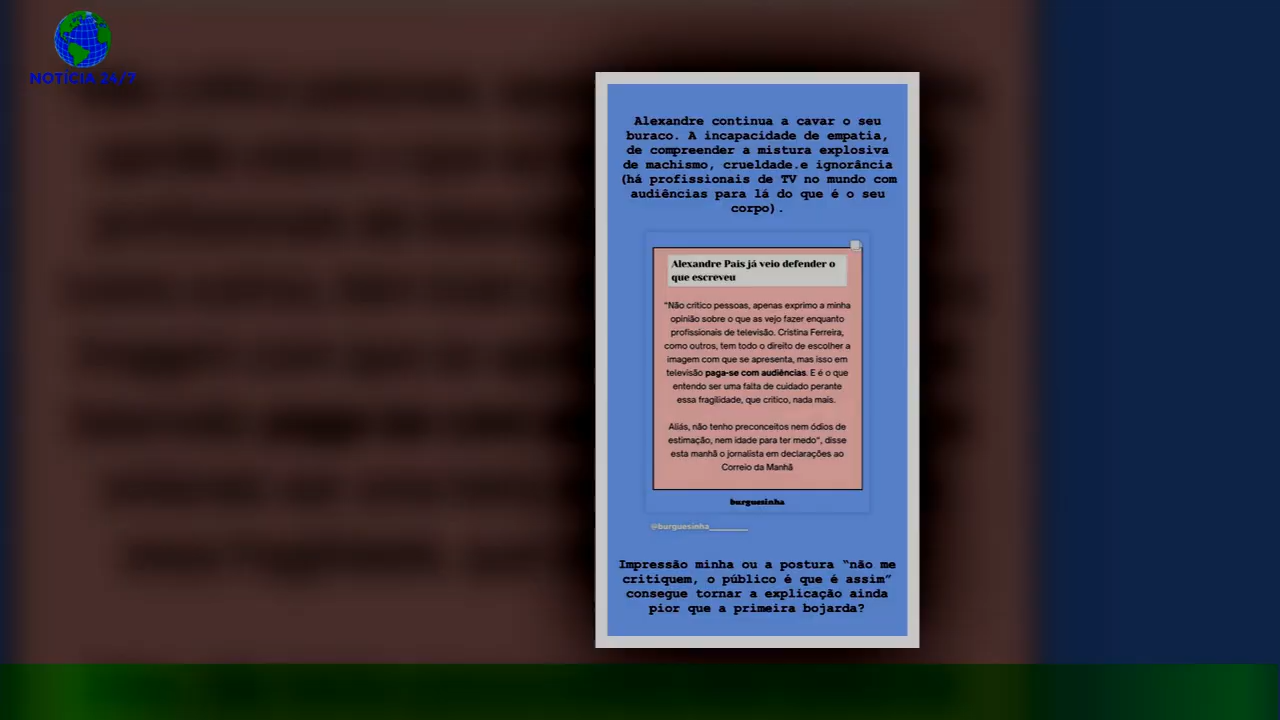 NOTÍCIA 24/7
Alexandre continua a cavar o seu
buraco. A incapacidade de empatia,
de compreender a mistura explosiva
de machismo, crueldade.e ignorância
(há profissionais de TV no mundo com
audiências para lá do que é o seu
corpo).
Alexandre Pais já veio defender o
que escreveu
"Não critico pessoas, apenas exprimo a minha
opinião sobre o que as vejo fazer enquanto
profissionais de televisão. Cristina Ferreira,
como outros, tem todo o direito de escolher a
imagem com que se apresenta, mas isso em
televisão paga-se com audiências. E é o que
entendo ser uma falta de cuidado perante
essa fragilidade, que critico, nada mais.
Aliás, não tenho preconceitos nem ódios de
estimação, nem idade para ter medo", disse
esta manhã o jornalista em declarações ao
Correio da Manhã
burguesinha
@burguesinha________
Impressão minha ou a postura “não me
critiquem, o público é que é assim”
consegue tornar a explicação ainda
pior que a primeira bojarda?